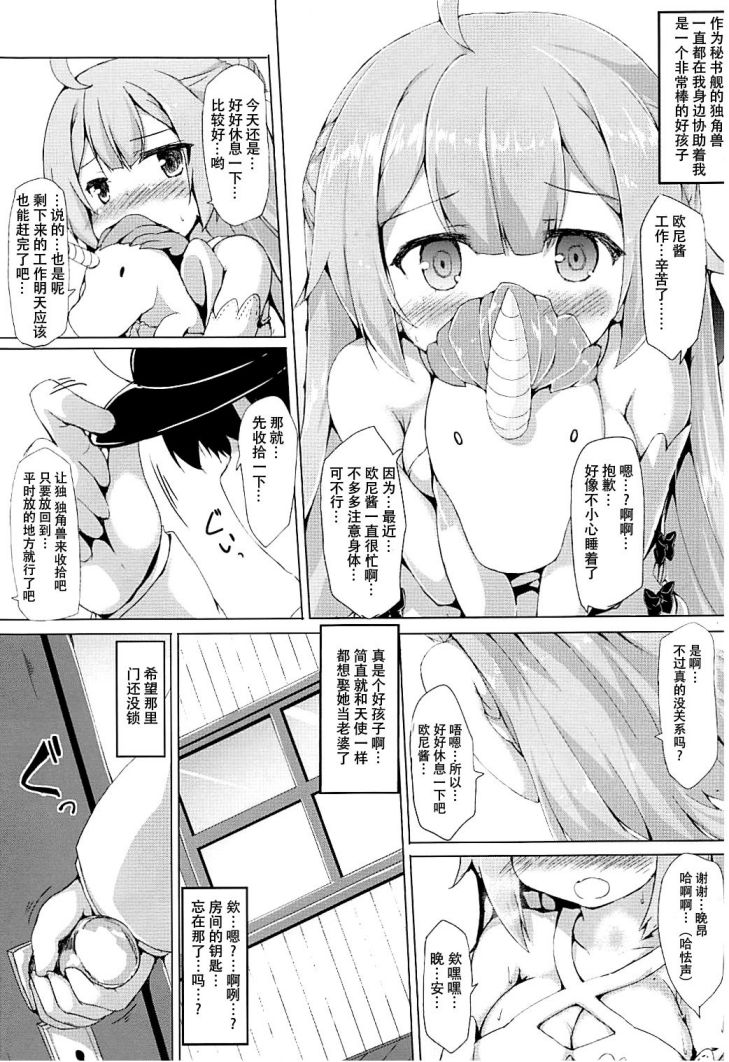 作为秘书舰的独角兽
一直都在我身边协助着我
是一个非常棒的好孩子
欧尼酱
工作…辛苦了……
嗯…?啊啊…
抱歉…
好像不小心睡着了
因为…最近…
欧尼酱一直很忙啊…
不多多注意身体…
可不行…
今天还是…
好好休息一下…
比较好…哟
…说的…也是呢
剩下来的工作明天应该
也能赶完了吧…
那就…
先收拾一下…
让独 独角兽来收拾吧
只要放回到…
平时放的地方就行了吧
ぐいっ
是啊…
不过真的没关系吗?
唔嗯…所以…
好好休息一下吧
欧尼酱…
谢谢…晚昂
哈啊啊…(哈怯声)
欸嘿嘿…
晚…安…
真是个好孩子啊…
简直就和天使一样
都想娶她当老婆了
欸…嗯?…啊咧…?
房间的钥匙…
忘在那了…吗…?
希望那里
门还没锁
ぐっ…